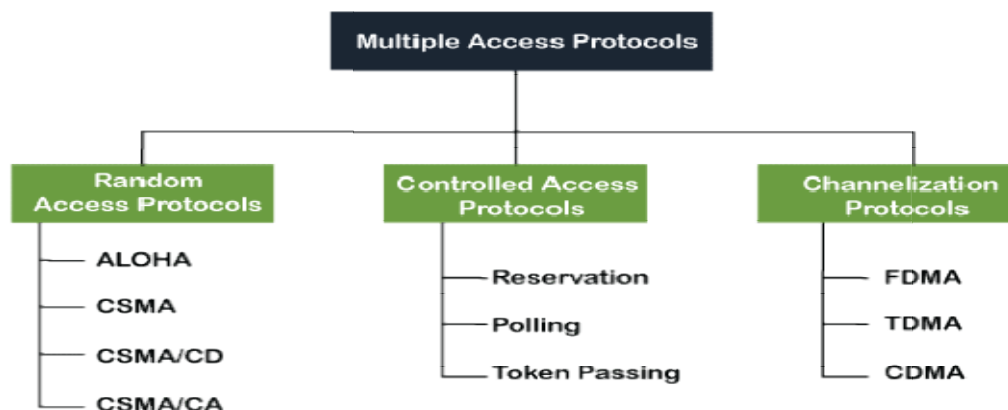 Multiple Access Protocols
Random
Access Protocols
ALOHA
CSMA
CSMA/CD
CSMA/CA
Controlled Access
Protocols
Reservation
Polling
Token Passing
Channelization
Protocols
FDMA
TDMA
CDMA